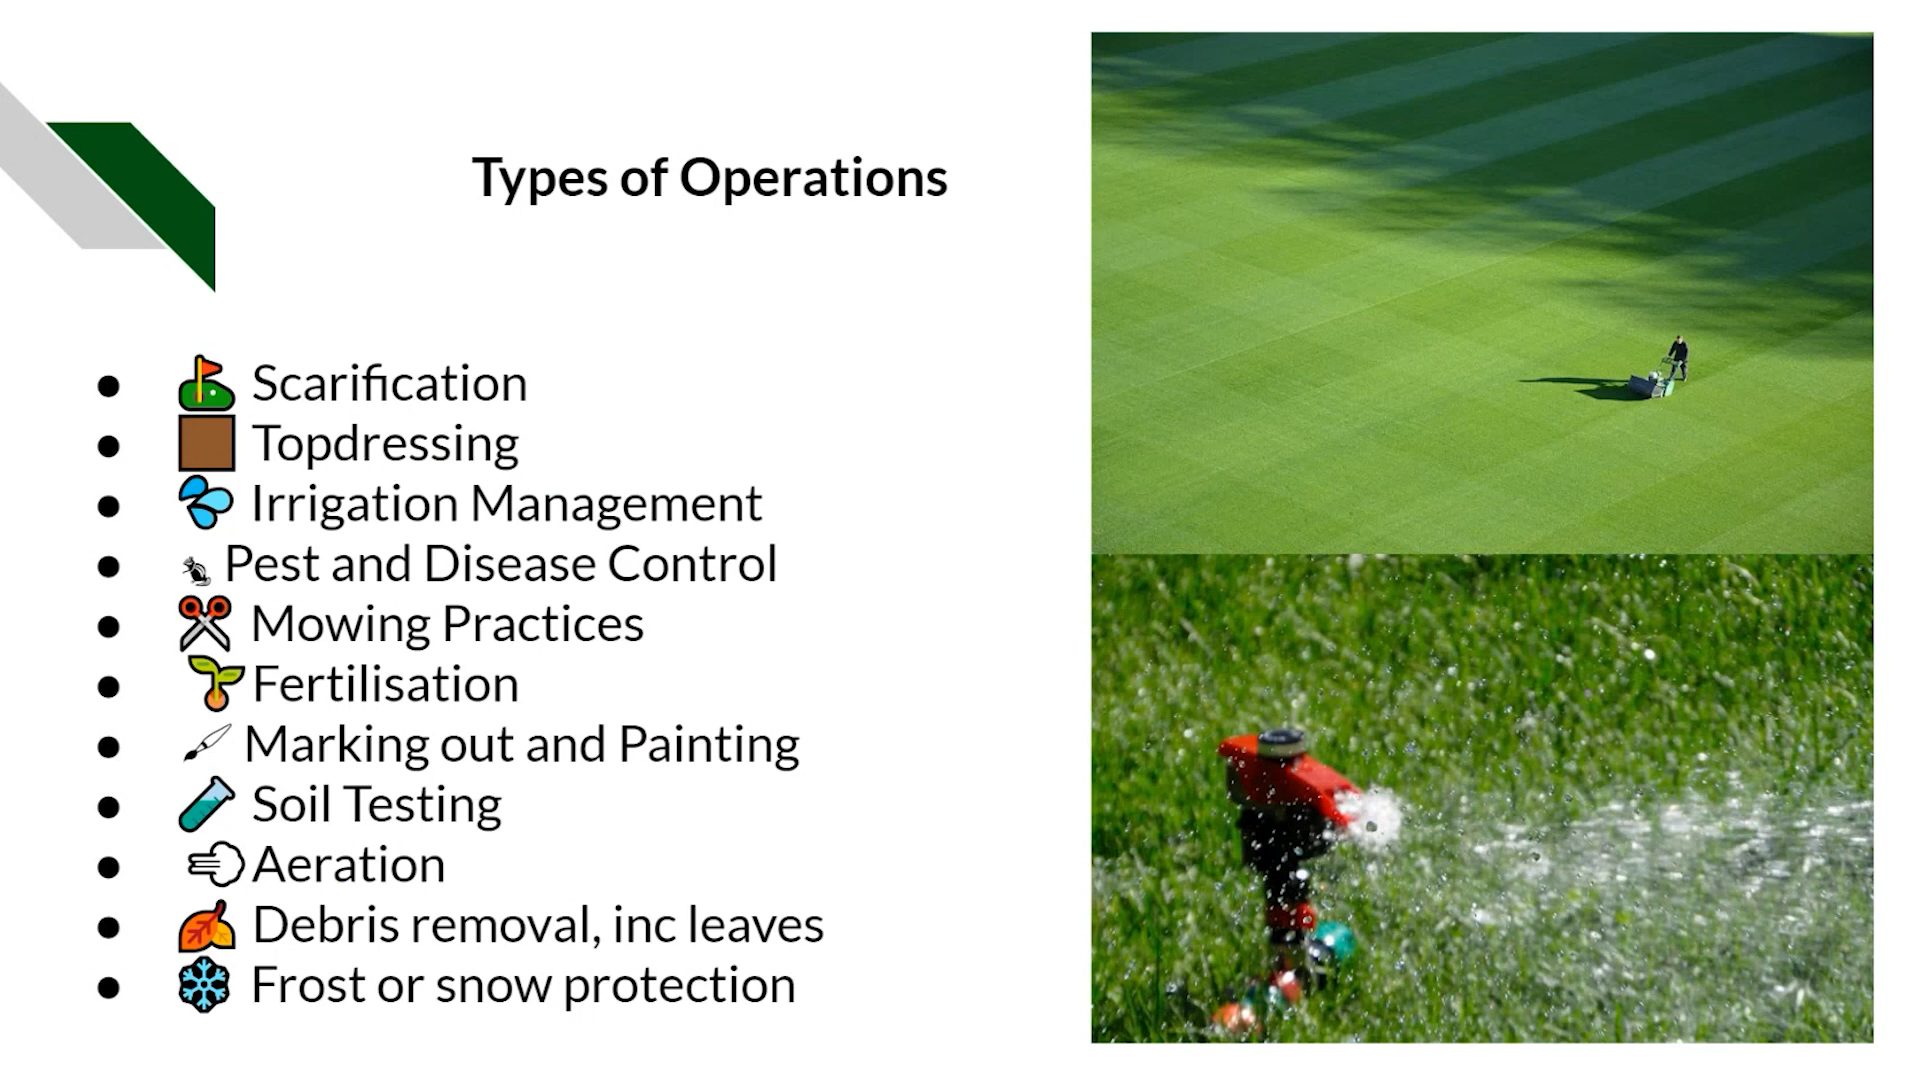 Types of Operations
Scarification
Topdressing
Irrigation Management
Pest and Disease Control
Mowing Practices
Fertilisation
Marking out and Painting
Soil Testing
Aeration
Debris removal, inc leaves
Frost or snow protection